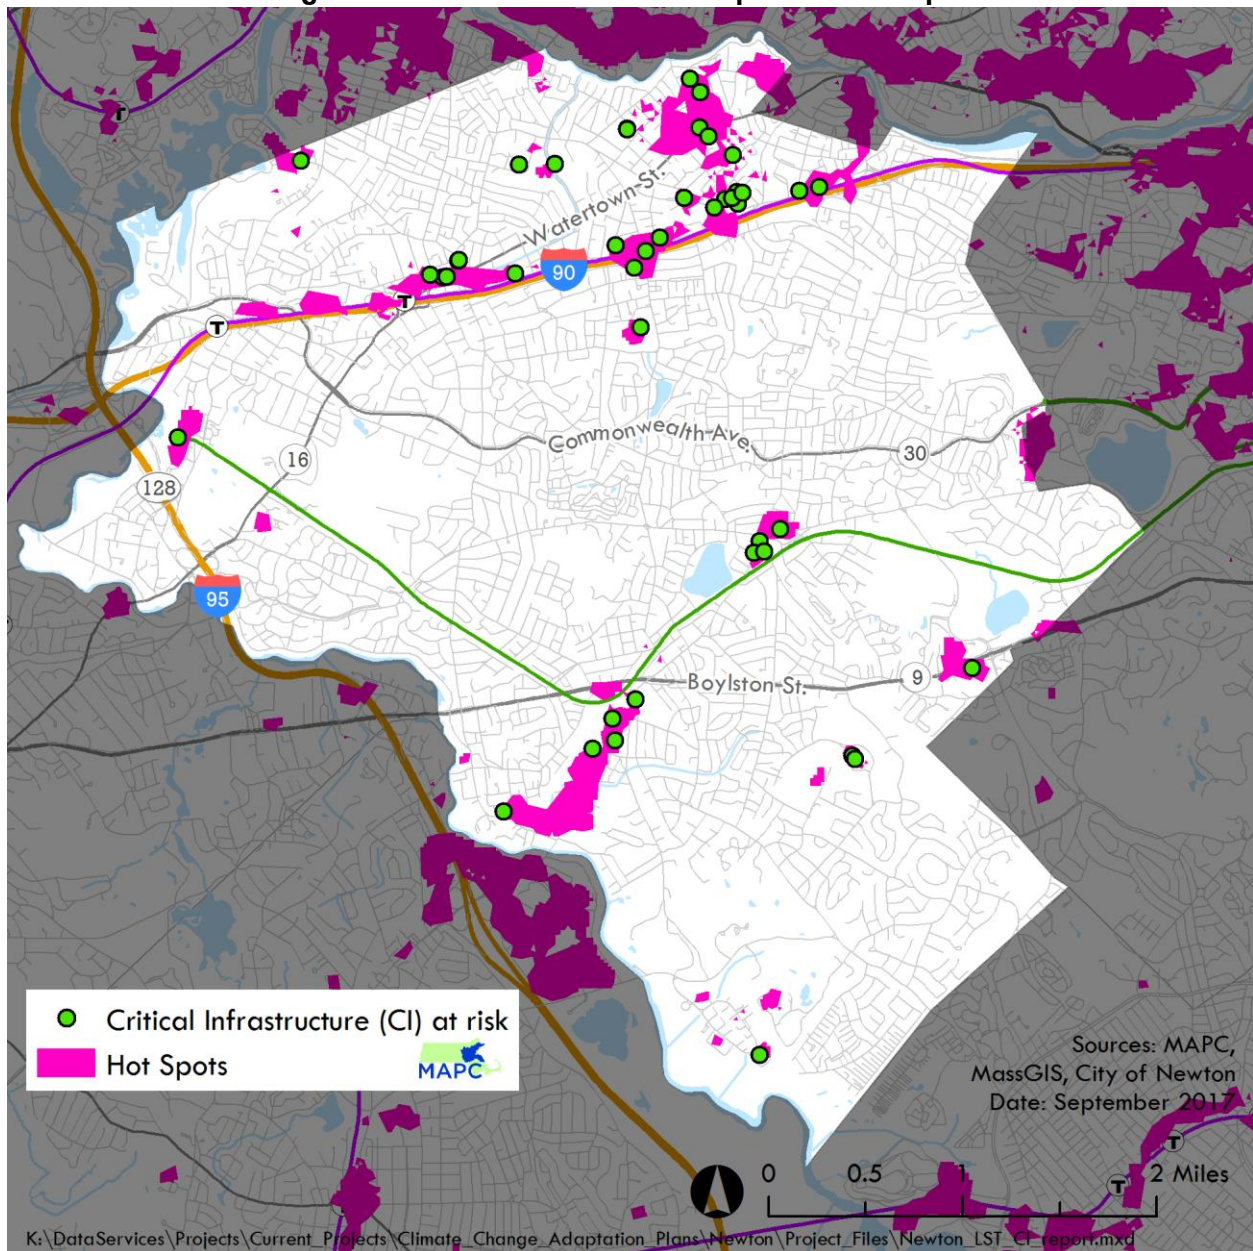 T
Watertown St.
90
T
T
Commonwealth Ave.
30
16
128
95
9
Boylston St.
Critical Infrastructure (CI) at risk
Hot Spots
MAPC
Sources: MAPC,
MassGIS, City of Newton
Date: September 2017
T
T
0 0.5 1 2 Miles
K:\DataServices\Projects\Current_Projects\Climate_Change_Adaptation_Plans\Newton\Project_Files\Newton_LST_CI_report.mxd